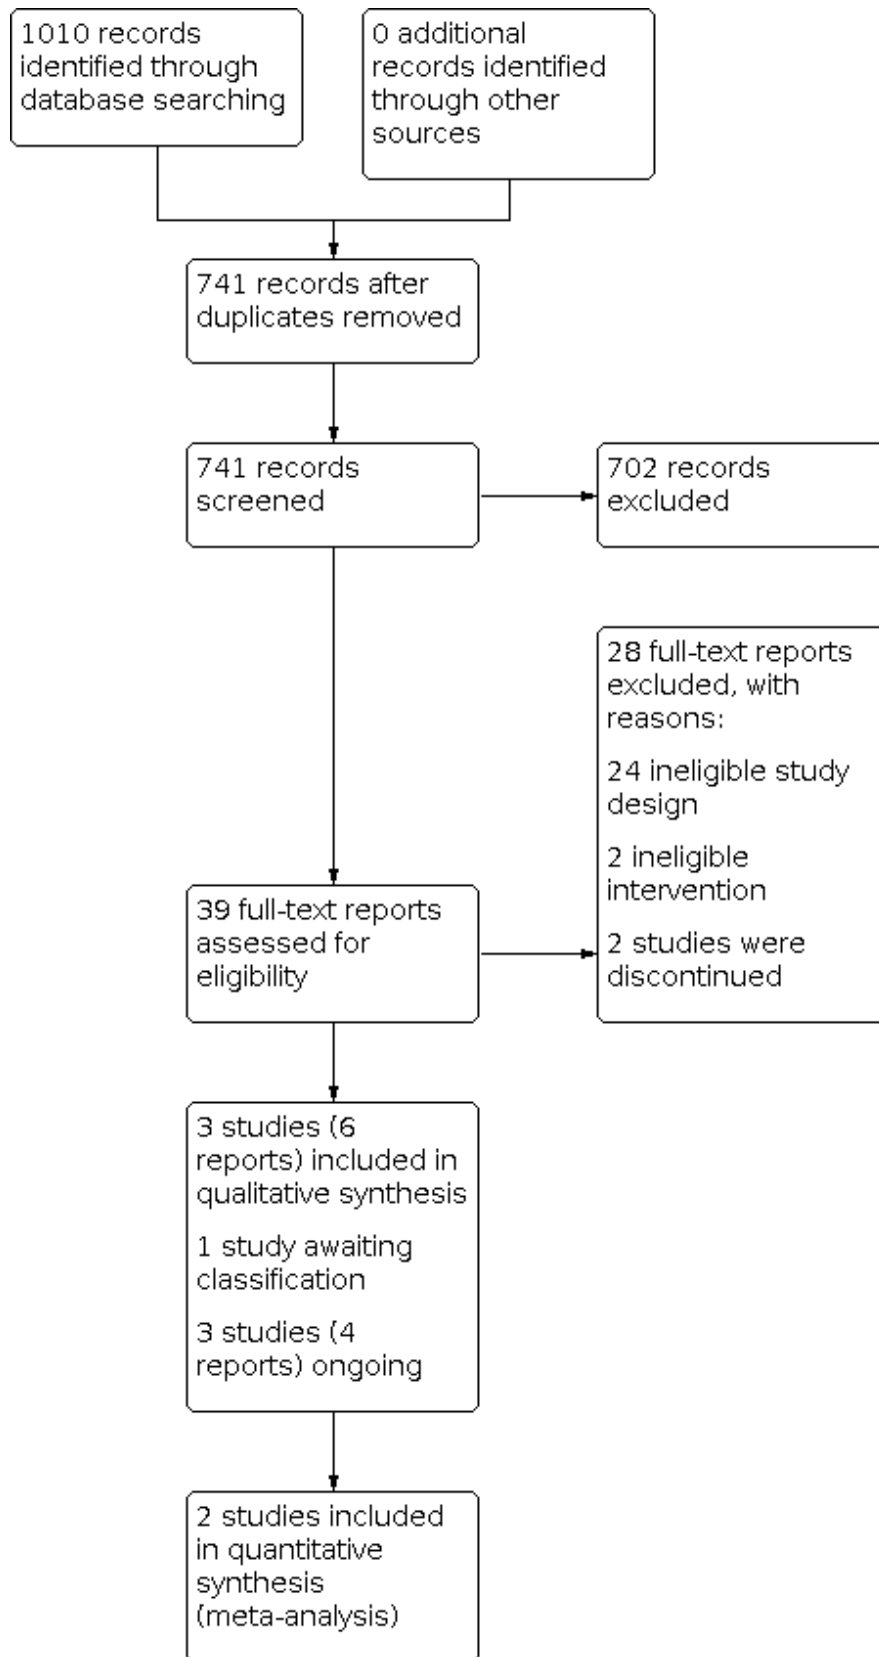 1010 records
identified through
database searching
0 additional
records identified
through other
sources
741 records after
duplicates removed
741 records
screened
702 records
excluded
28 full-text reports
excluded, with
reasons:
24 ineligible study
design
2 ineligible
intervention
2 studies were
discontinued
39 full-text reports
assessed for
eligibility
3 studies (6
reports) included in
qualitative synthesis
1 study awaiting
classification
3 studies (4
reports) ongoing
2 studies included
in quantitative
synthesis
(meta-analysis)